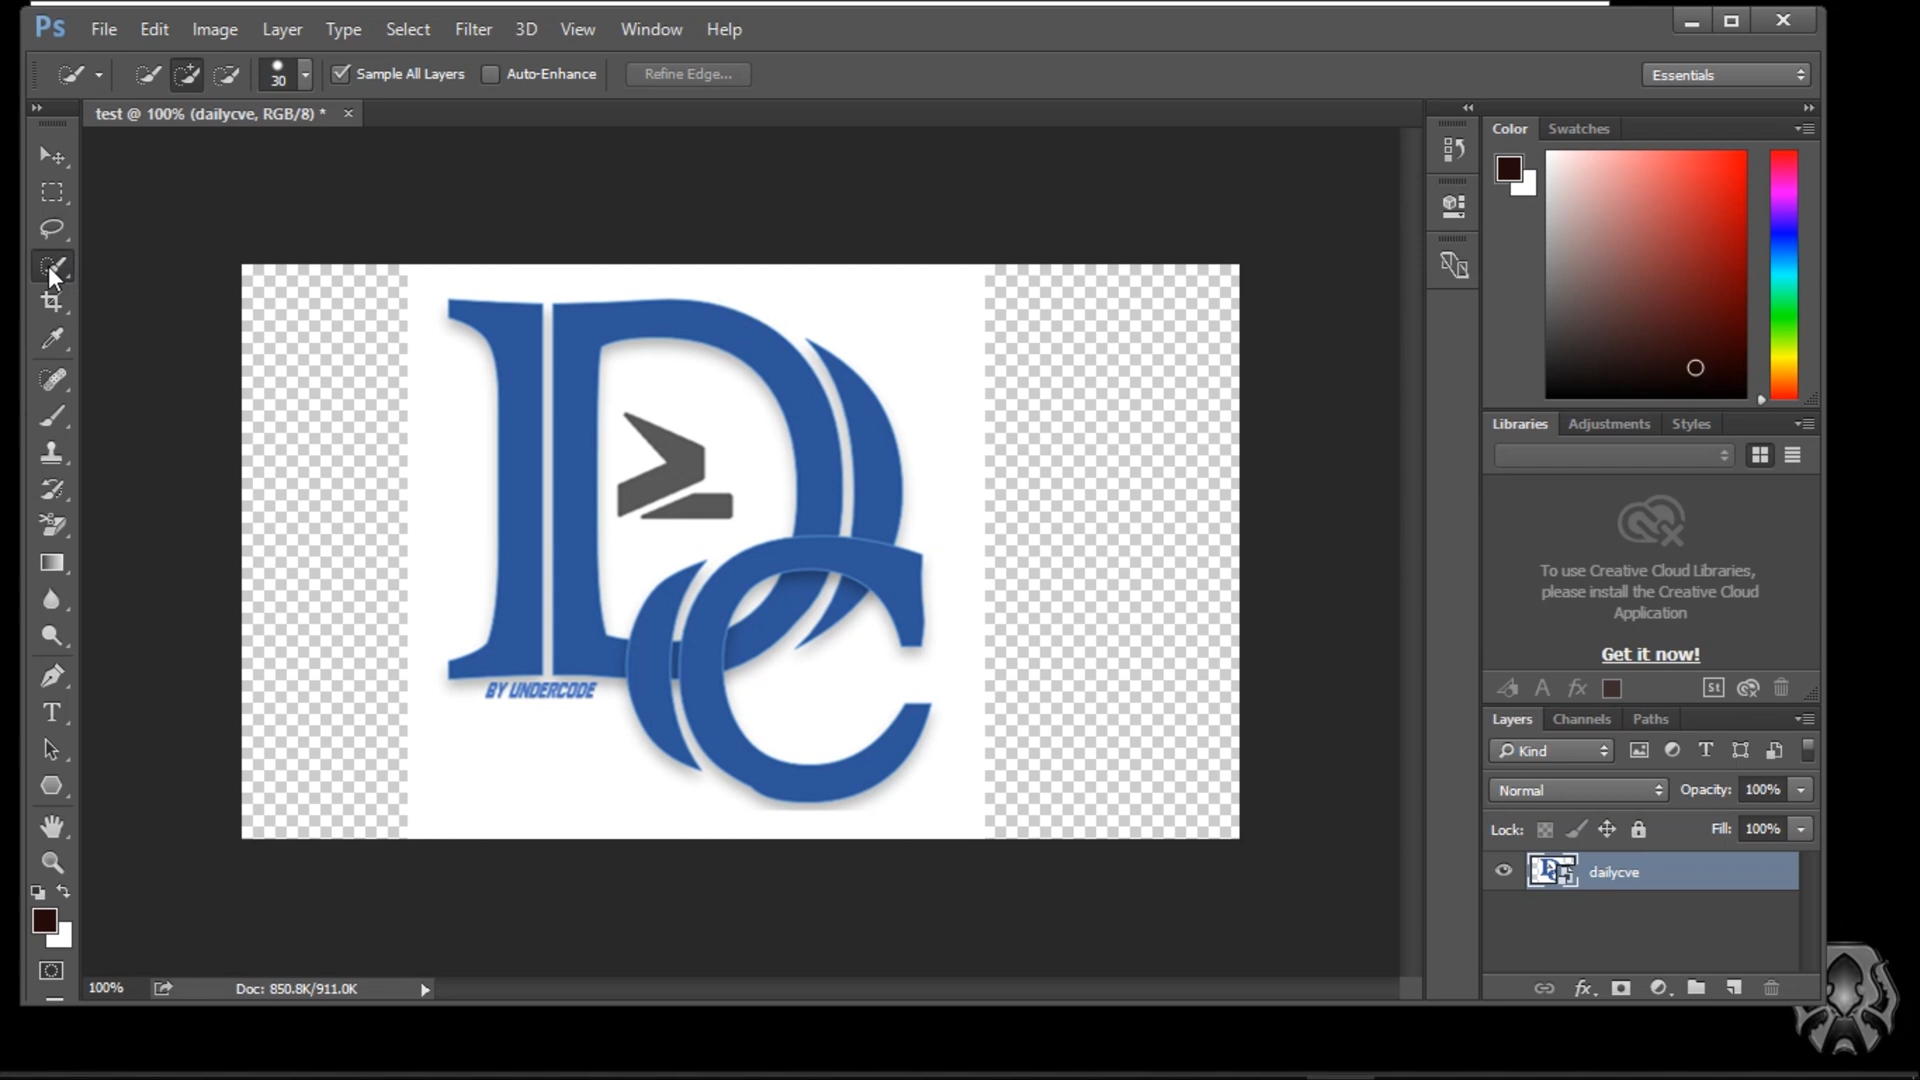 Ps File Edit Image Layer Type Select Filter 3D View Window Help
30 Sample All Layers Auto-Enhance Refine Edge... Essentials
test @ 100% (dailycve, RGB/8) *
Color Swatches
BY UNDERCODE
Libraries Adjustments Styles
To use Creative Cloud Libraries,
please install the Creative Cloud
Application
Get it now!
St
Layers Channels Paths
Kind
Normal Opacity: 100%
Lock: Fill: 100%
dailycve
100% Doc: 850.8K/911.0K